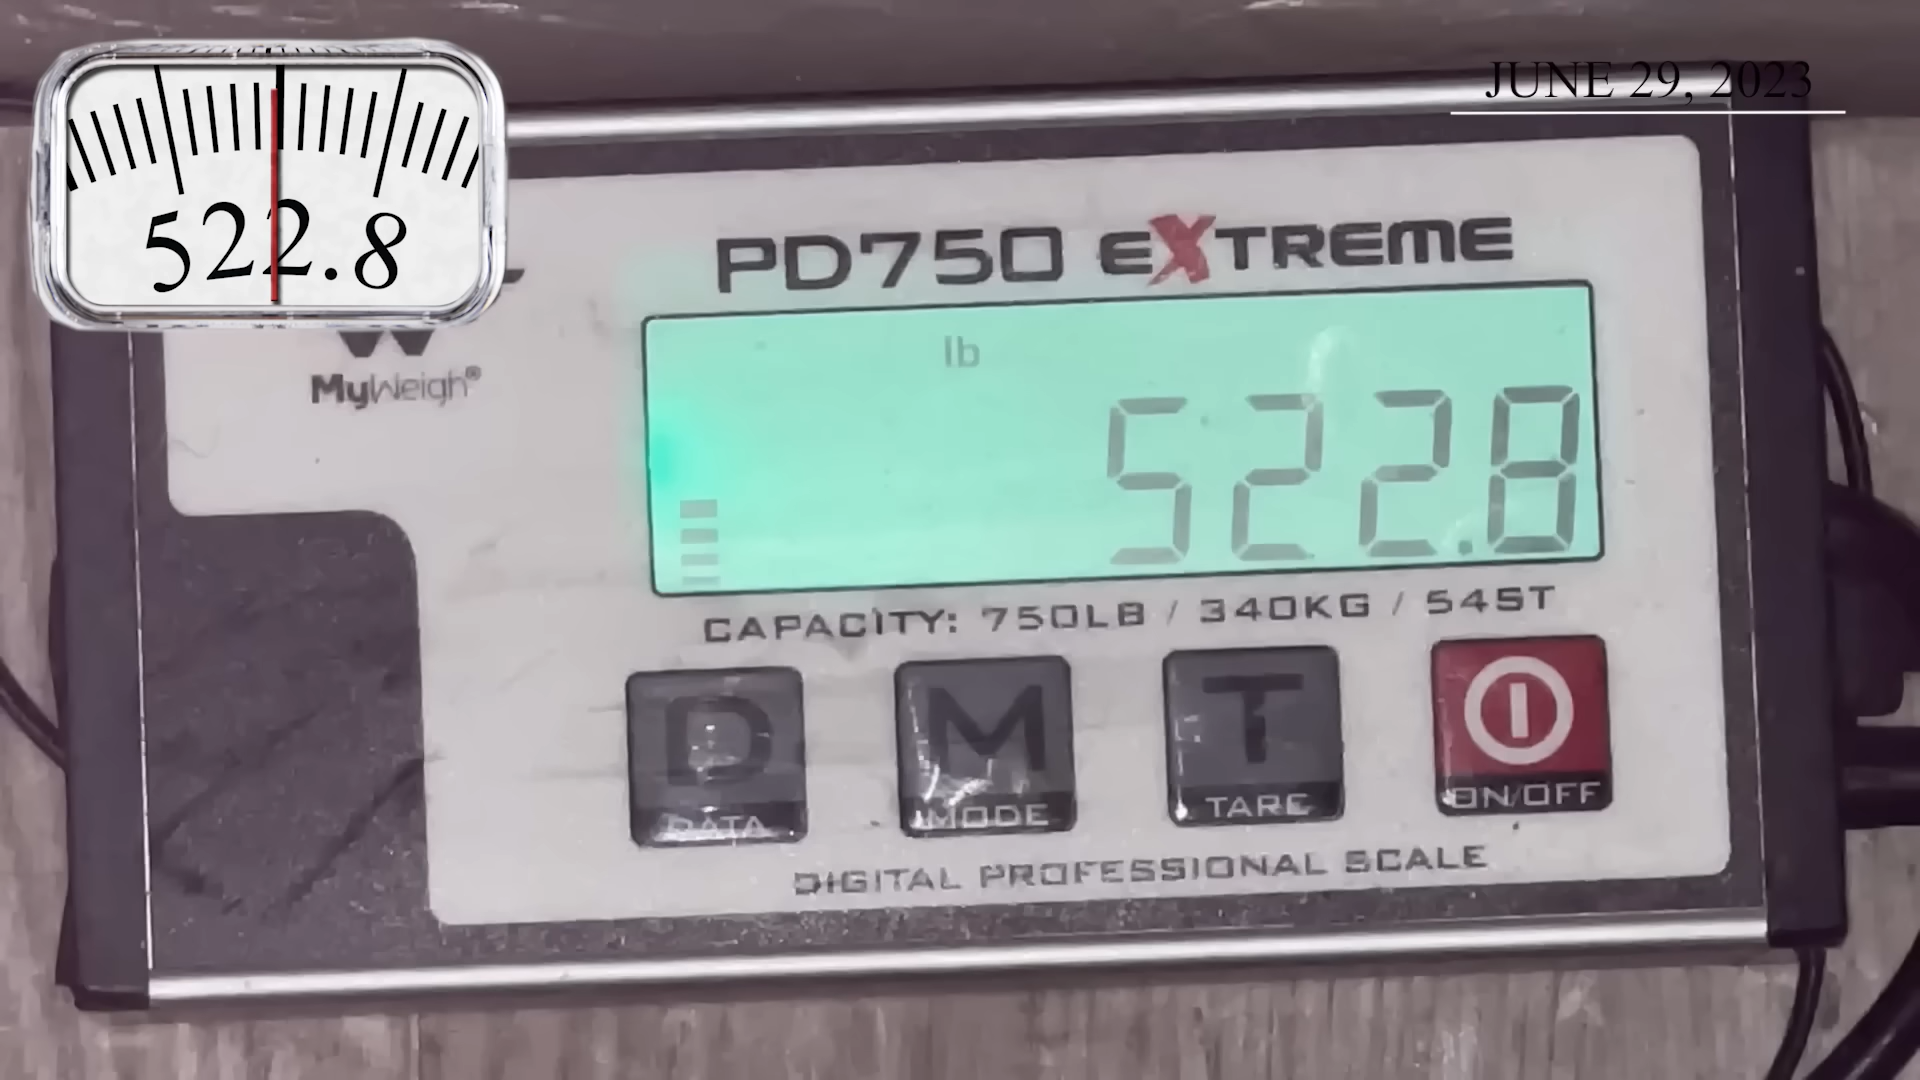 JUNE 29, 2023
522.8
PD750 EXTREME
MyWeigh®
lb
522.8
CAPACITY: 750LB / 340KG / 54ST
D M T
DATA MODE TARE ON/OFF
DIGITAL PROFESSIONAL SCALE